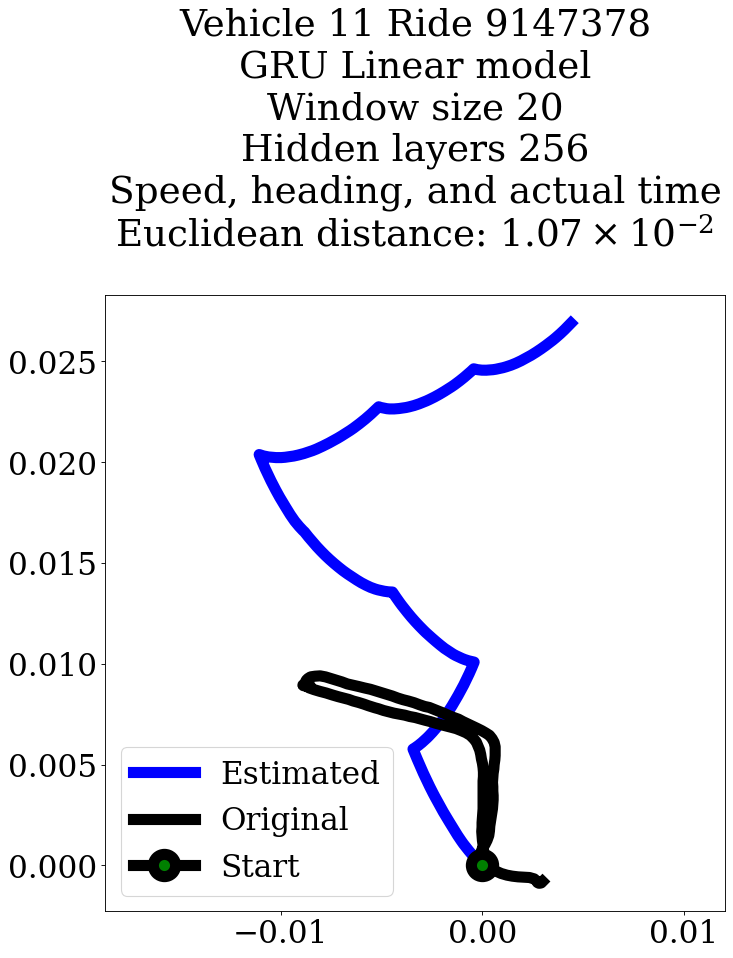 Vehicle 11 Ride 9147378
GRU Linear model
Window size 20
Hidden layers 256
Speed, heading, and actual time
Euclidean distance: 1.07 × 10⁻²
0.025
0.020
0.015
0.010
0.005
0.000
Estimated
Original
Start
−0.01
0.00
0.01